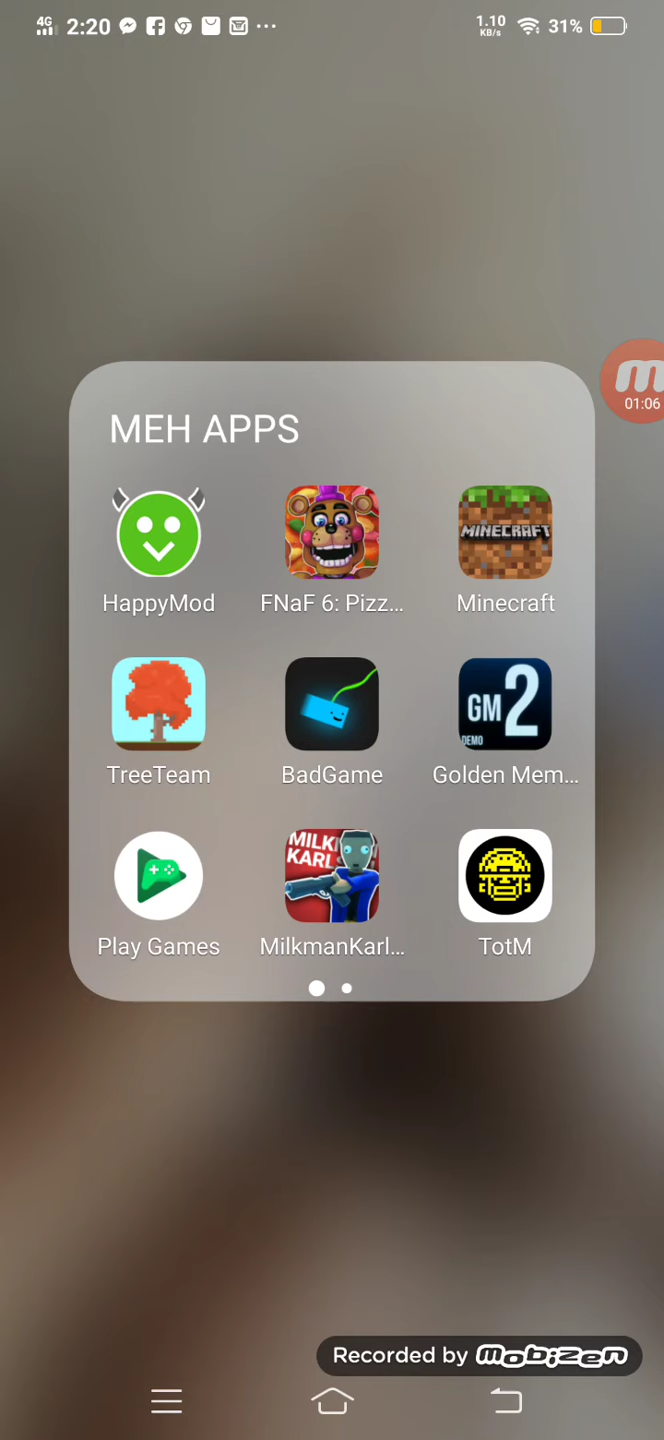 4G 2:20 1.10 KB/s 31%
01:06
MEH APPS
MINECRAFT
HappyMod FNaF 6: Pizz... Minecraft
GM 2
DEMO
TreeTeam BadGame Golden Mem...
MILK
KARL
Play Games MilkmanKarl... TotM
Recorded by mobizen